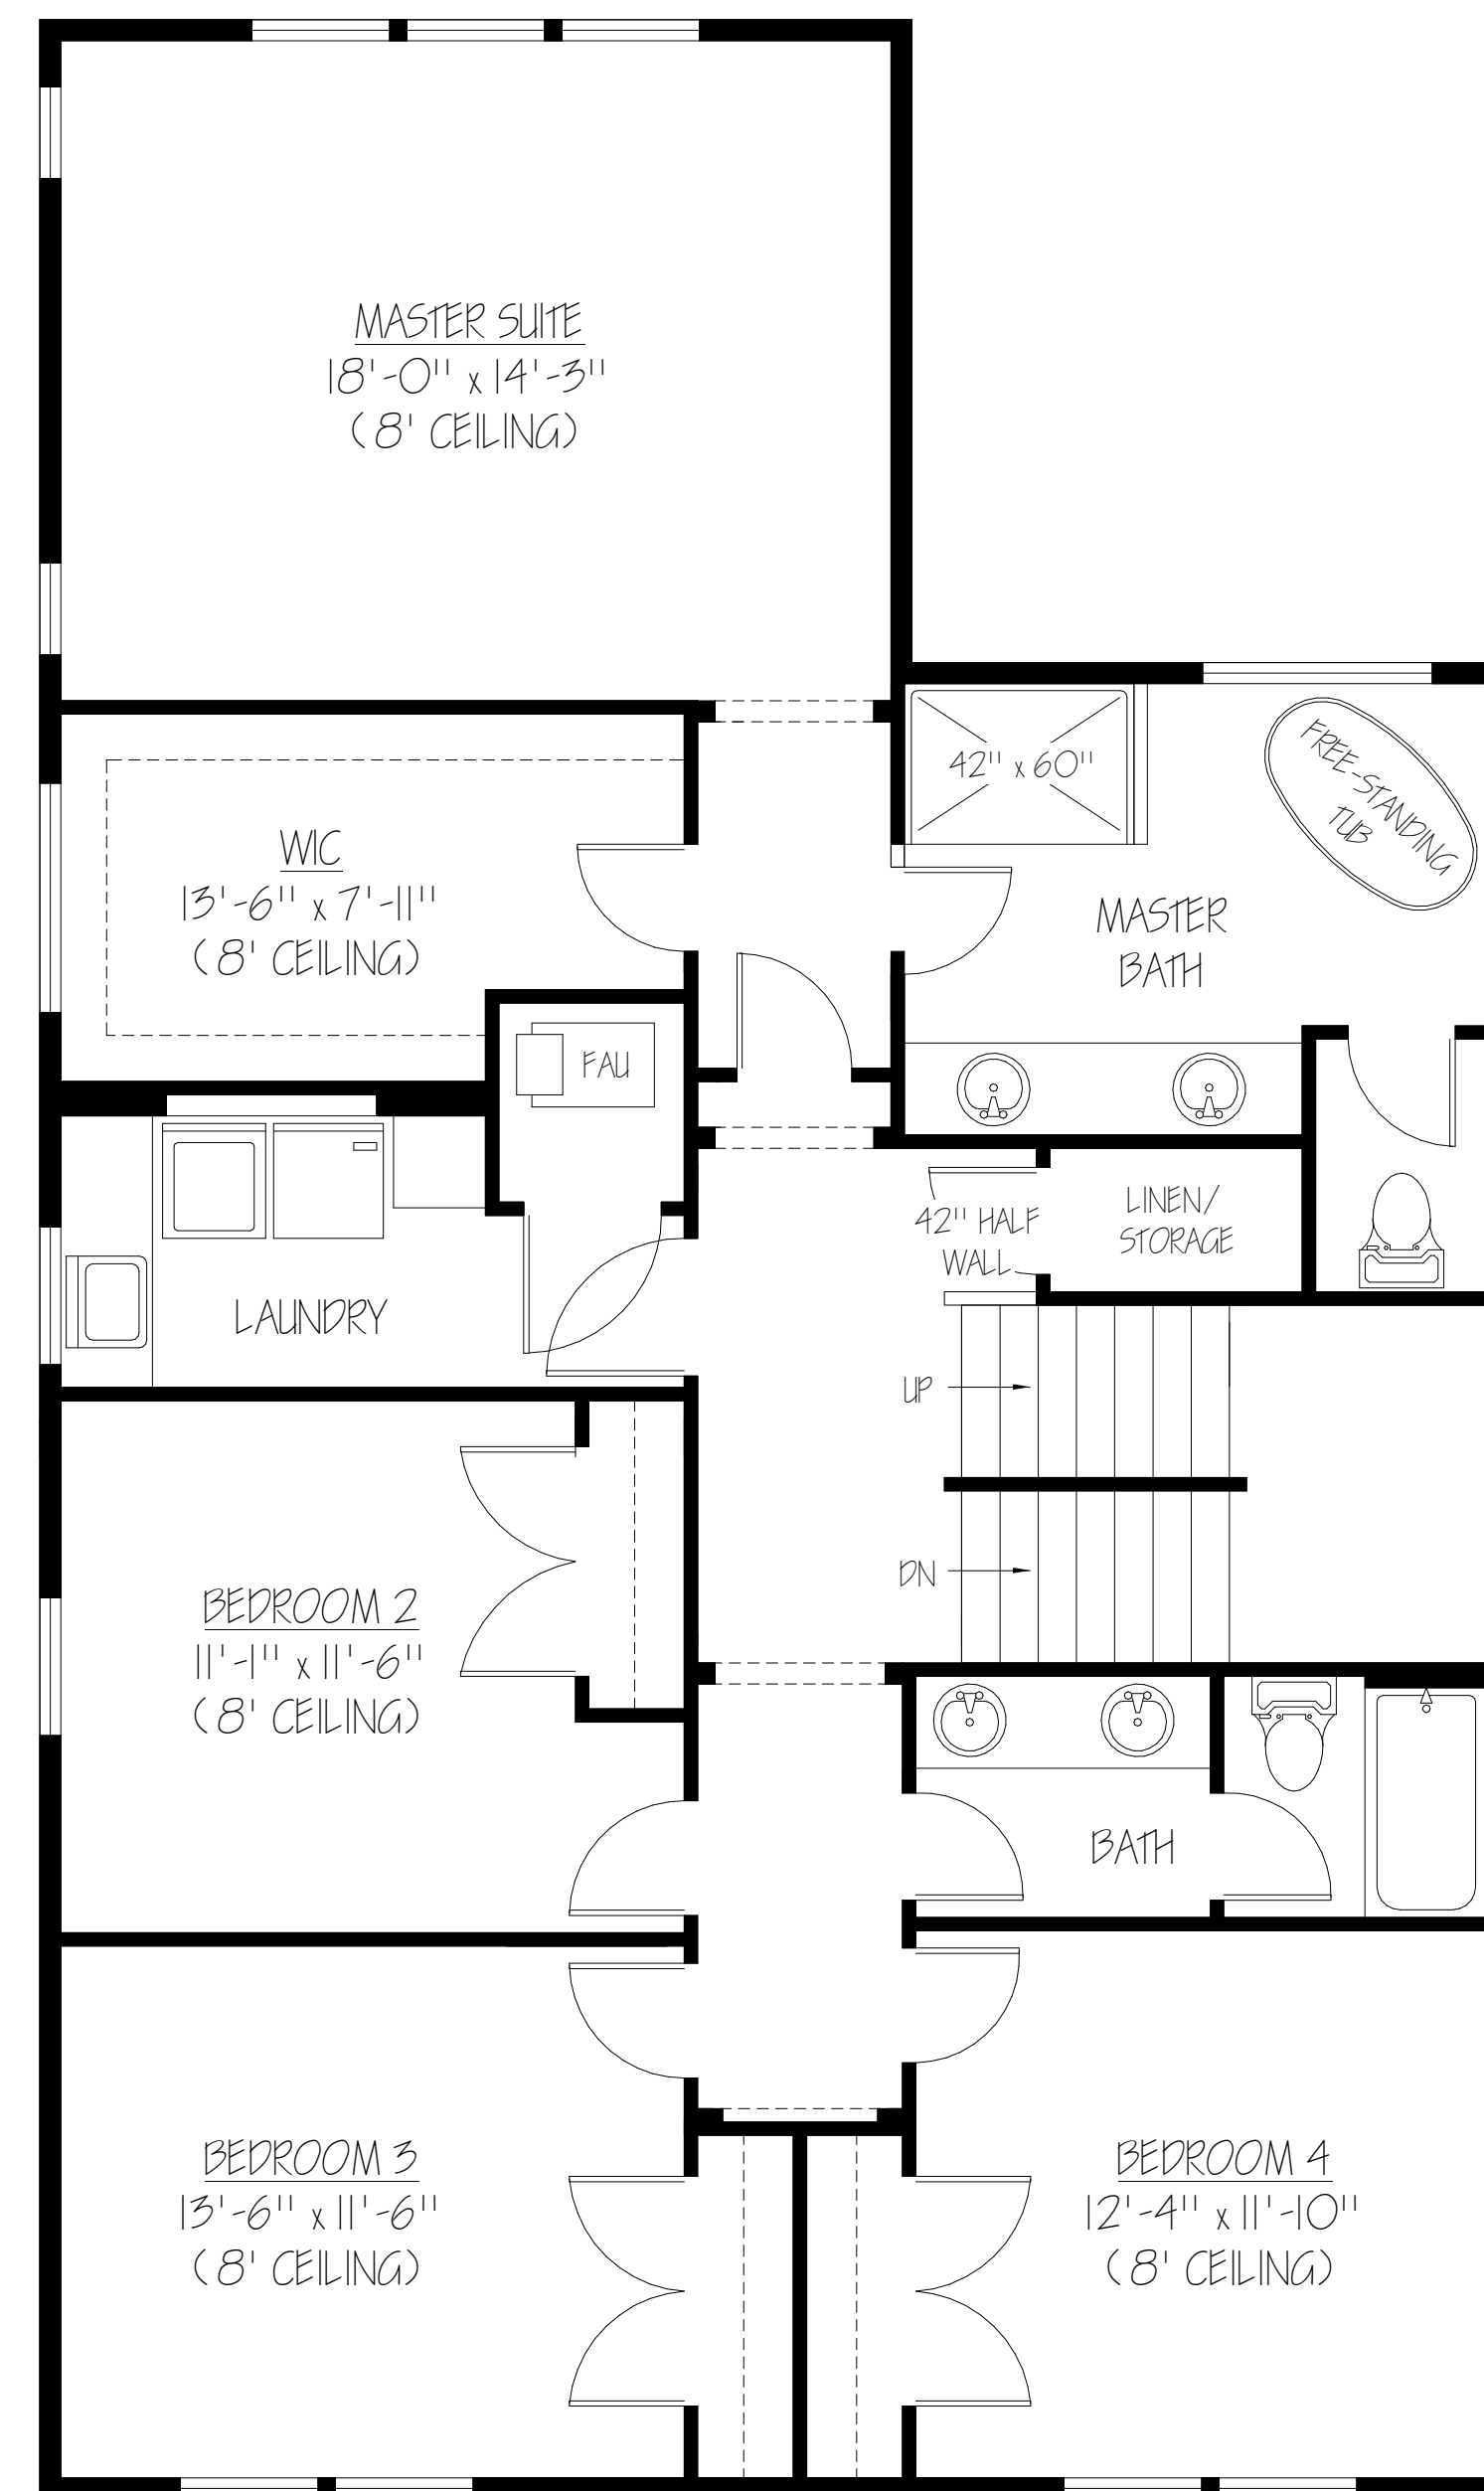 MASTER SUITE
18'-0" x 14'-3"
(8' CEILING)
42" x 60"
FREE-STANDING
TUB
WIC
13'-6" x 7'-11"
(8' CEILING)
MASTER
BATH
FAU
LINEN/
STORAGE
42" HALF
WALL
LAUNDRY
UP
DN
BEDROOM 2
11'-1" x 11'-6"
(8' CEILING)
BATH
BEDROOM 3
13'-6" x 11'-6"
(8' CEILING)
BEDROOM 4
12'-4" x 11'-10"
(8' CEILING)